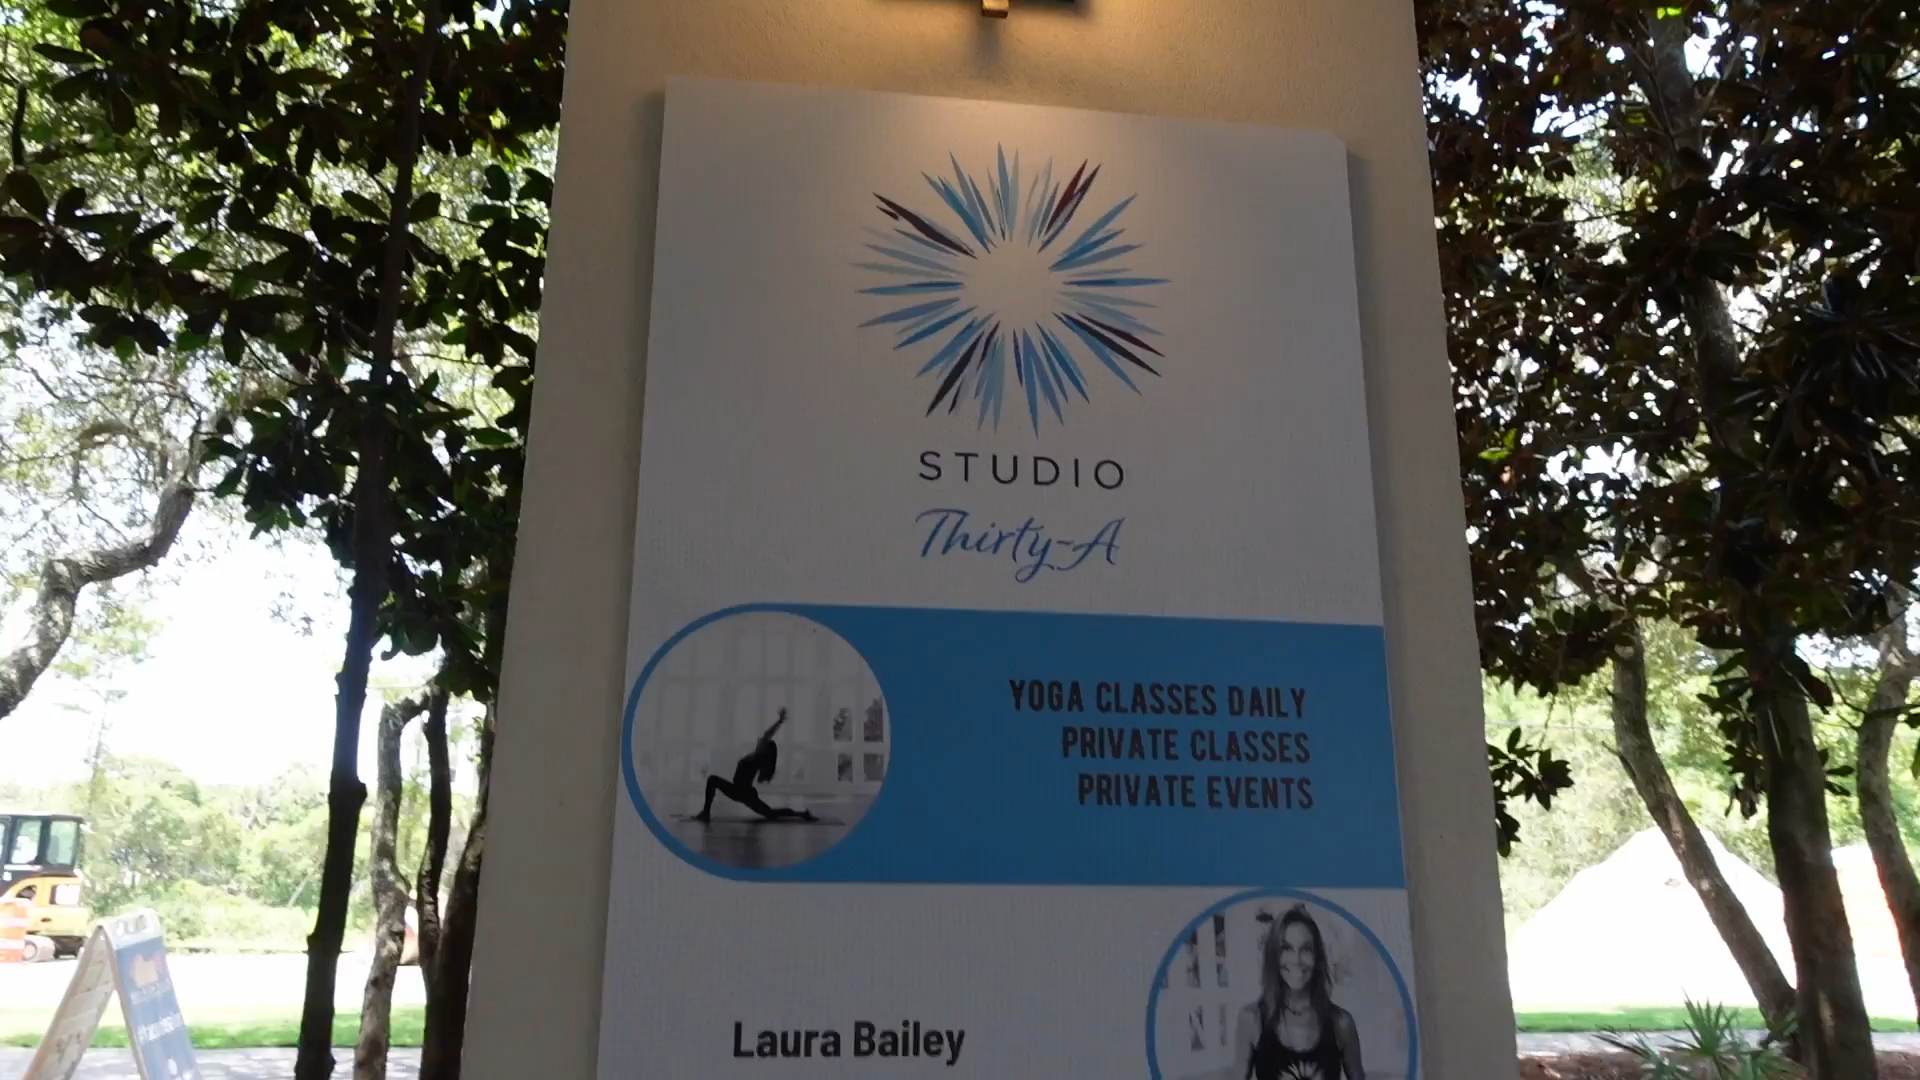 STUDIO
Thirty-A
YOGA CLASSES DAILY
PRIVATE CLASSES
PRIVATE EVENTS
Laura Bailey